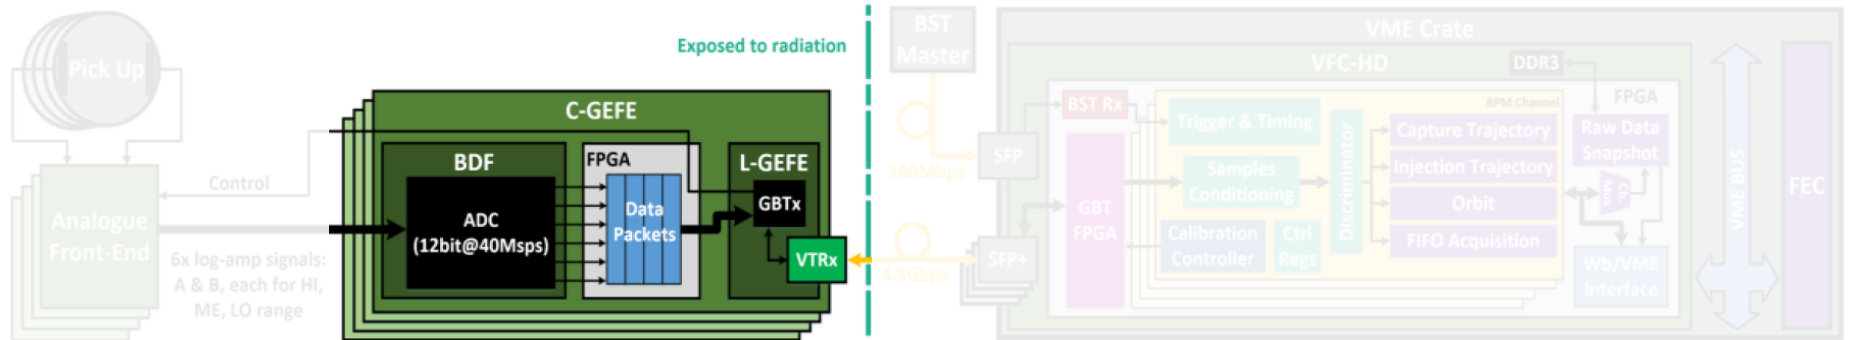 Pick Up
Analogue
Front-End
Control
6x log-amp signals:
A & B, each for HI,
ME, LO range
Exposed to radiation
C-GEFE
BDF
ADC
(12bit@40Msps)
FPGA
Data
Packets
L-GEFE
GBTx
VTRx
BST
Master
160Mbps
4.8Gbps
SFP
SFP+
VME Crate
VFC-HD
DDR3
FPGA
BST Rx
GBT
FPGA
BPM Channel
Trigger & Timing
Samples
Conditioning
Calibration
Controller
Ctrl
Regs
Discriminator
Capture Trajectory
Injection Trajectory
Orbit
FIFO Acquisition
Raw Data
Snapshot
Ch.
Mux
Wb/VME
Interface
VME BUS
FEC